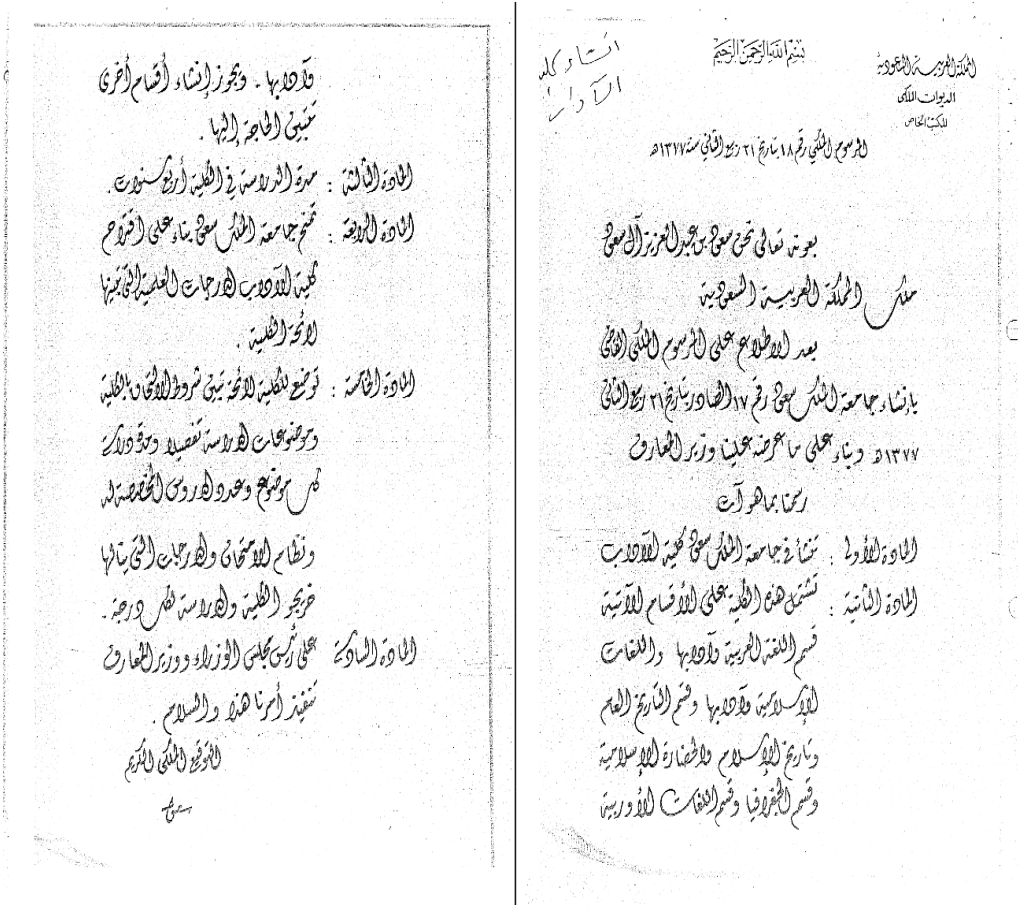 بسم الله الرحمن الرحيم
انشاء كلية
الآداب
المملكة العربية السعودية
الديوان الملكي
المكتب الخاص
المرسوم الملكي رقم ١٨ بتاريخ ٢١ ربيع الثاني سنة ١٣٧٧هـ
بعونه تعالى نحن سعود بن عبد العزيز آل سعود
ملك المملكة العربية السعودية
بعد الاطلاع على المرسوم الملكي القاضي
بإنشاء جامعة الملك سعود رقم ١٧ الصادر بتاريخ ٢١ ربيع الثاني
١٣٧٧هـ وبناء على ما عرضه علينا وزير المعارف
رسمنا بما هو آت
المادة الأولى : تنشأ في جامعة الملك سعود كلية الآداب
المادة الثانية : تشتمل هذه الكلية على الأقسام الآتية
قسم اللغة العربية وآدابها واللغات
الإسلامية وآدابها وقسم التاريخ العام
وتاريخ الإسلام والحضارة الإسلامية
وقسم الجغرافيا وقسم اللغات الأوربية
وآدابها . ويجوز إنشاء أقسام أخرى
تتبين الحاجة إليها .
المادة الثالثة : مدة الدراسة في الكلية أربع سنوات .
المادة الرابعة : تمنح جامعة الملك سعود بناء على اقتراح
كلية الآداب الدرجات العلمية التي تبينها
لائحة الكلية .
المادة الخامسة : توضع للكلية لائحة تبين شروط الالتحاق بالكلية
وموضوعات الدراسة تفصيلا ومدة دراسة
كل موضوع وعدد الدروس المخصصة له
ونظام الامتحان والدرجات التي ينالها
خريجو الكلية والدراسة لكل درجة .
المادة السادسة على رئيس مجلس الوزراء ووزير المعارف
تنفيذ أمرنا هذا والسلام .
التوقيع الملكي الكريم
سعود